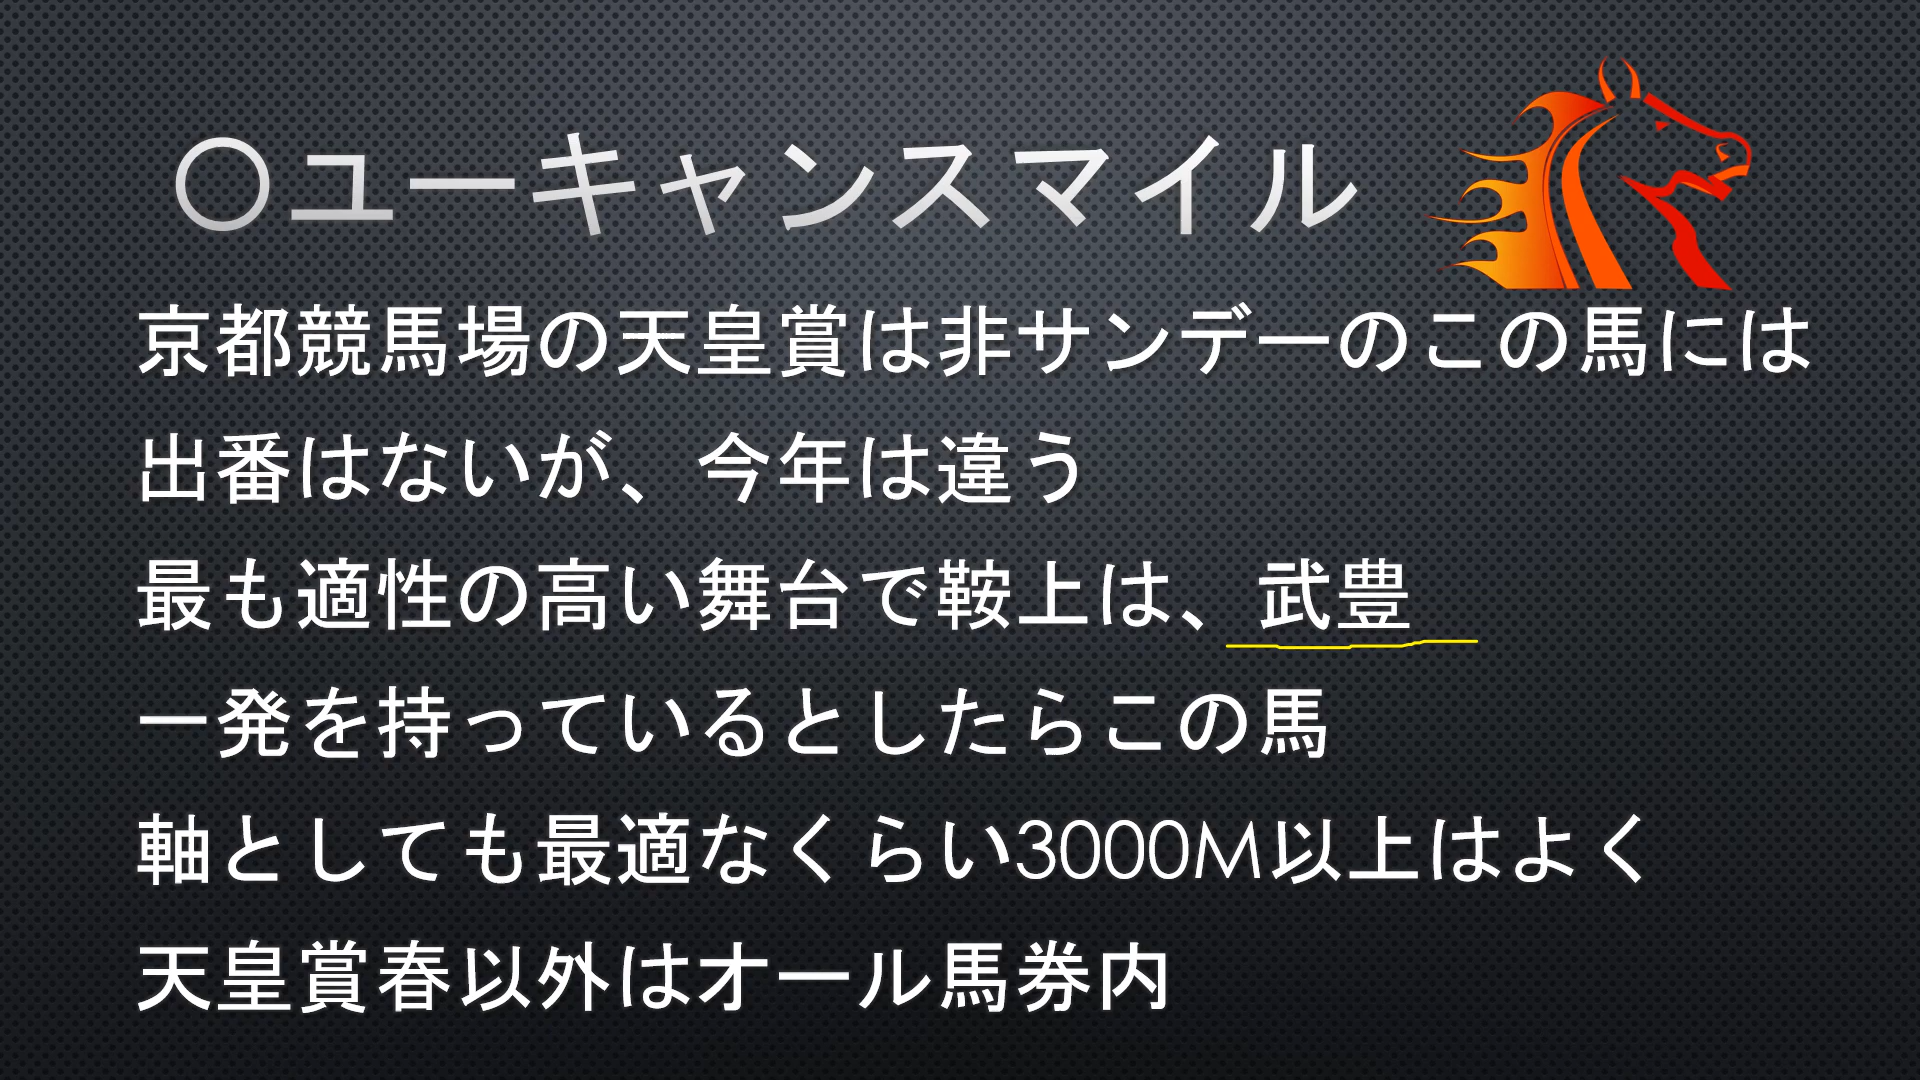 ○ユーキャンスマイル
京都競馬場の天皇賞は非サンデーのこの馬には
出番はないが、今年は違う
最も適性の高い舞台で鞍上は、武豊
一発を持っているとしたらこの馬
軸としても最適なくらい3000M以上はよく
天皇賞春以外はオール馬券内